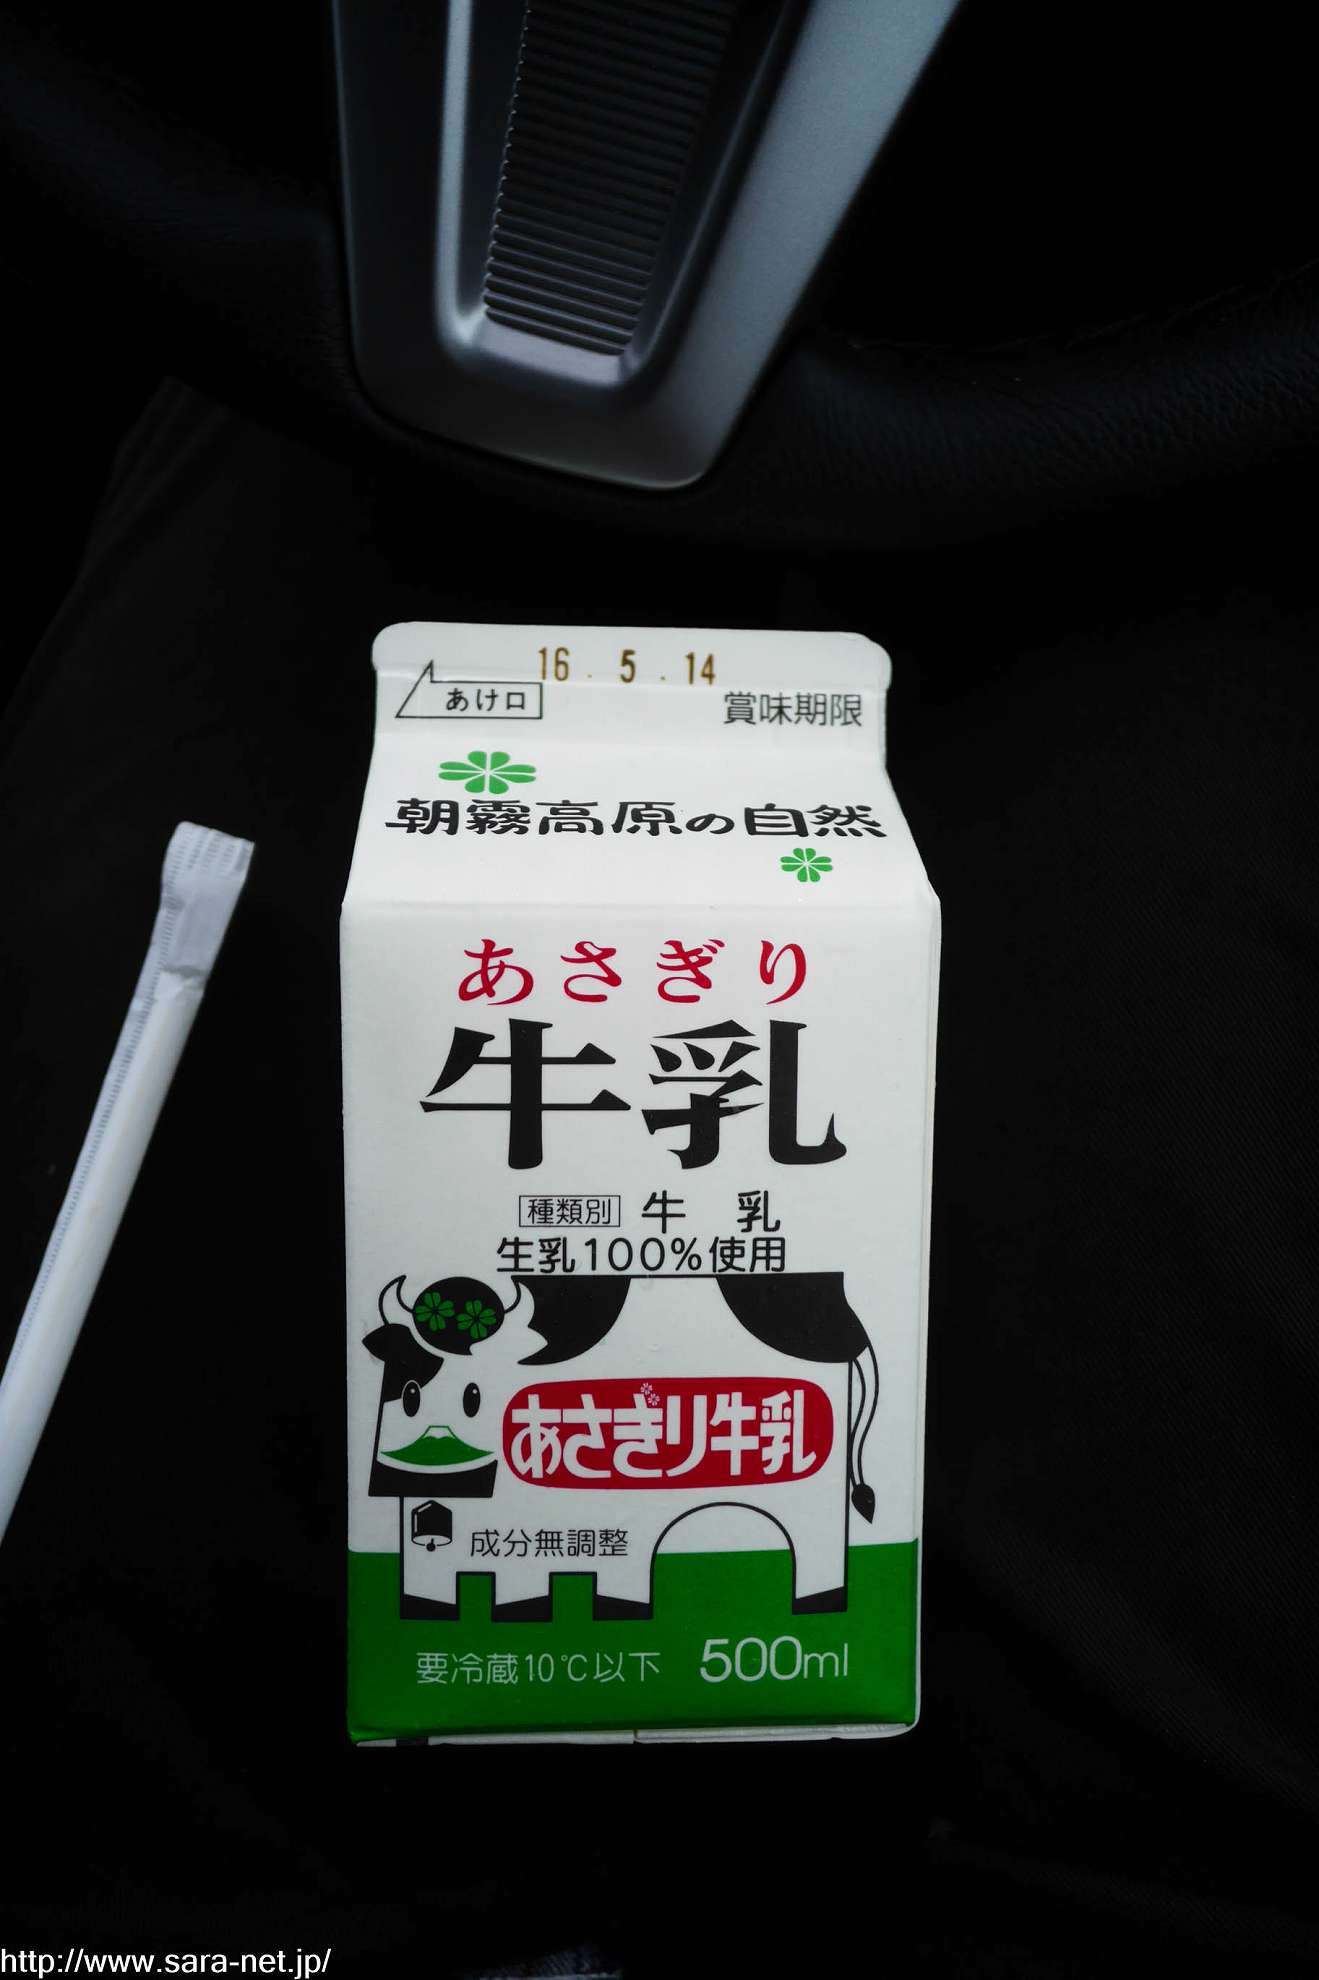 16.5.14
あけ口
賞味期限
朝霧高原の自然
あさぎり
牛乳
種類別 牛乳
生乳100%使用
あさぎり牛乳
成分無調整
要冷蔵10℃以下 500ml
http://www.sara-net.jp/